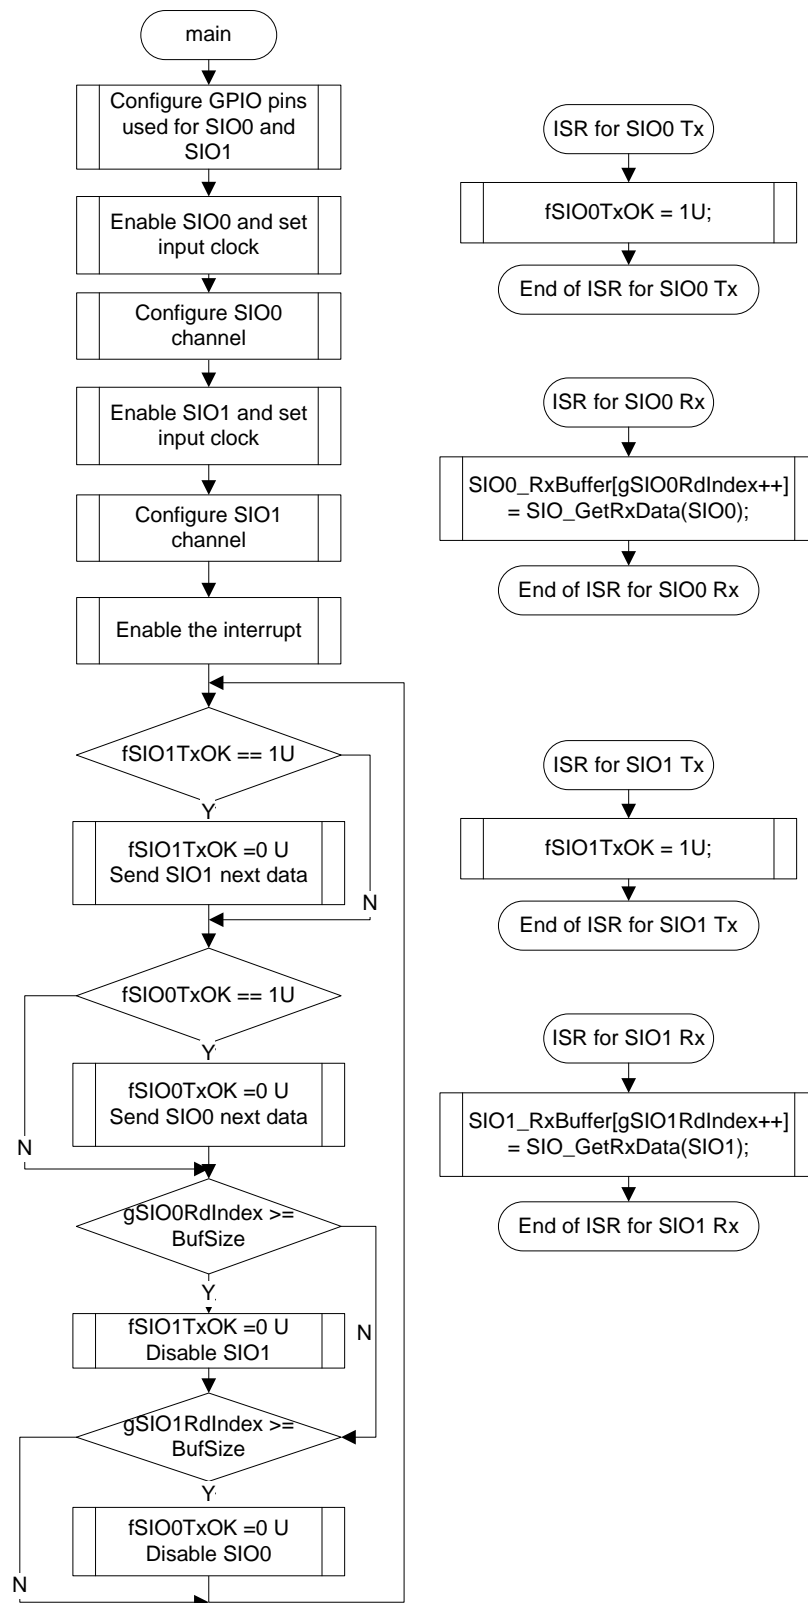 main
Configure GPIO pins
used for SIO0 and
SIO1
Enable SIO0 and set
input clock
Configure SIO0
channel
Enable SIO1 and set
input clock
Configure SIO1
channel
Enable the interrupt
fSIO1TxOK == 1U
Y
fSIO1TxOK =0 U
Send SIO1 next data
N
fSIO0TxOK == 1U
Y
fSIO0TxOK =0 U
Send SIO0 next data
N
gSIO0RdIndex >=
BufSize
Y
fSIO1TxOK =0 U
Disable SIO1
N
gSIO1RdIndex >=
BufSize
Y
fSIO0TxOK =0 U
Disable SIO0
N
ISR for SIO0 Tx
fSIO0TxOK = 1U;
End of ISR for SIO0 Tx
ISR for SIO0 Rx
SIO0_RxBuffer[gSIO0RdIndex++]
= SIO_GetRxData(SIO0);
End of ISR for SIO0 Rx
ISR for SIO1 Tx
fSIO1TxOK = 1U;
End of ISR for SIO1 Tx
ISR for SIO1 Rx
SIO1_RxBuffer[gSIO1RdIndex++]
= SIO_GetRxData(SIO1);
End of ISR for SIO1 Rx